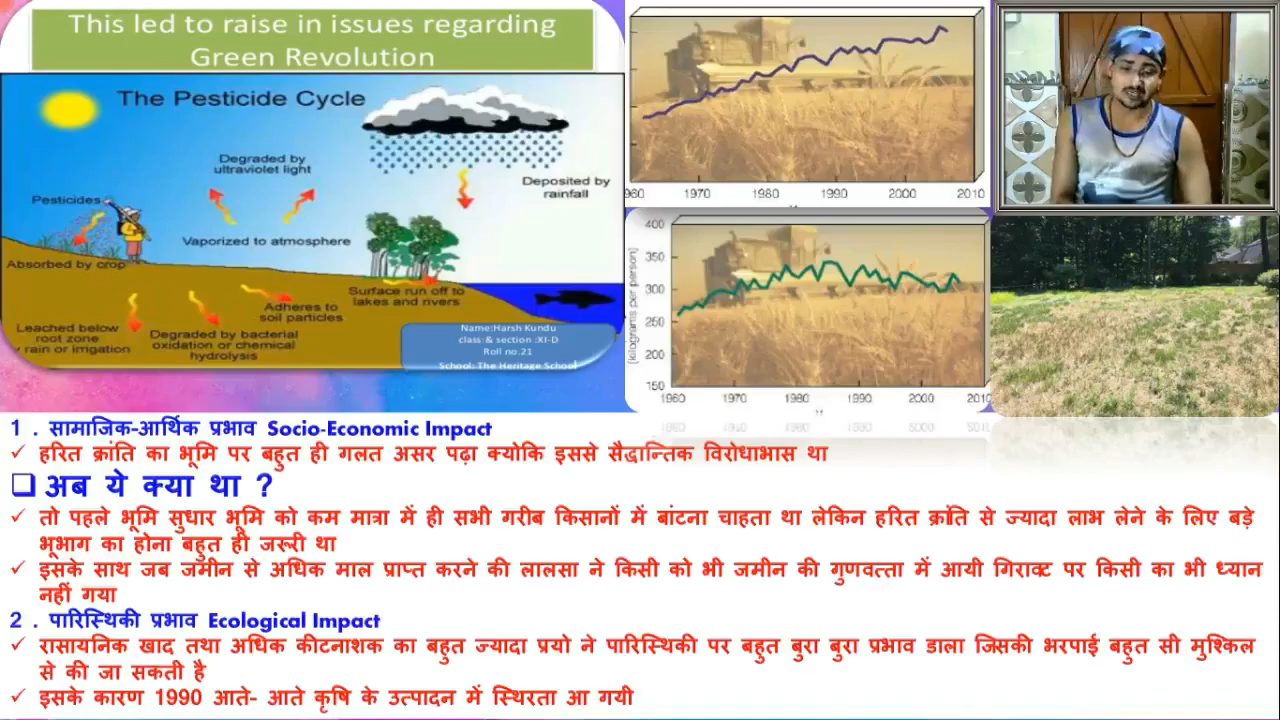 This led to raise in issues regarding
Green Revolution
The Pesticide Cycle
Degraded by
ultraviolet light
Deposited by
rainfall
Pesticides
Vaporized to atmosphere
Absorbed by crop
Surface run off to
lakes and rivers
Adheres to
soil particles
Leached below
root zone
rain or irrigation
Degraded by bacterial
oxidation or chemical
hydrolysis
Name:Harsh Kundu
class:& section :XI-D
Roll no.21
School: The Heritage School
960 1970 1980 1990 2000 2010
400
350
300
250
200
150
(kilograms per person)
1960 1970 1980 1990 2000 2010
1 . सामाजिक-आर्थिक प्रभाव Socio-Economic Impact
✓ हरित क्रांति का भूमि पर बहुत ही गलत असर पढ़ा क्योकि इससे सैद्धान्तिक विरोधाभास था
❑ अब ये क्या था ?
✓ तो पहले भूमि सुधार भूमि को कम मात्रा में ही सभी गरीब किसानों में बांटना चाहता था लेकिन हरित क्रांति से ज्यादा लाभ लेने के लिए बड़े
भूभाग का होना बहुत ही जरूरी था
✓ इसके साथ जब जमीन से अधिक माल प्राप्त करने की लालसा ने किसी को भी जमीन की गुणवत्ता में आयी गिराक्ट पर किसी का भी ध्यान
नहीं गया
2 . पारिस्थिकी प्रभाव Ecological Impact
✓ रासायनिक खाद तथा अधिक कीटनाशक का बहुत ज्यादा प्रयो ने पारिस्थिकी पर बहुत बुरा बुरा प्रभाव डाला जिसकी भरपाई बहुत सी मुश्किल
से की जा सकती है
✓ इसके कारण 1990 आते- आते कृषि के उत्पादन में स्थिरता आ गयी